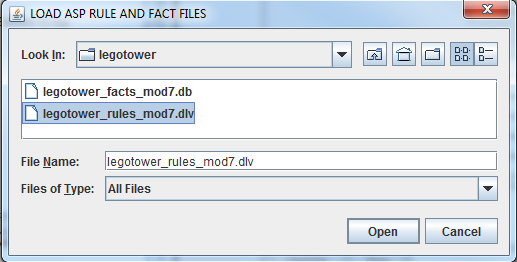 LOAD ASP RULE AND FACT FILES
Look In: legotower
legotower_facts_mod7.db
legotower_rules_mod7.dlv
File Name: legotower_rules_mod7.dlv
Files of Type: All Files
Open Cancel